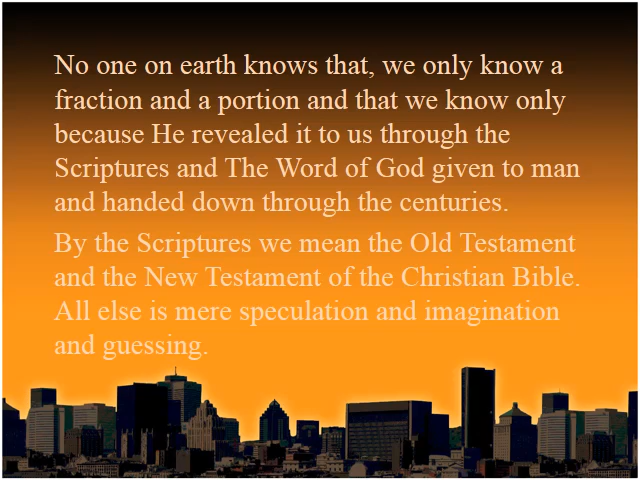 No one on earth knows that, we only know a
fraction and a portion and that we know only
because He revealed it to us through the
Scriptures and The Word of God given to man
and handed down through the centuries.
By the Scriptures we mean the Old Testament
and the New Testament of the Christian Bible.
All else is mere speculation and imagination
and guessing.